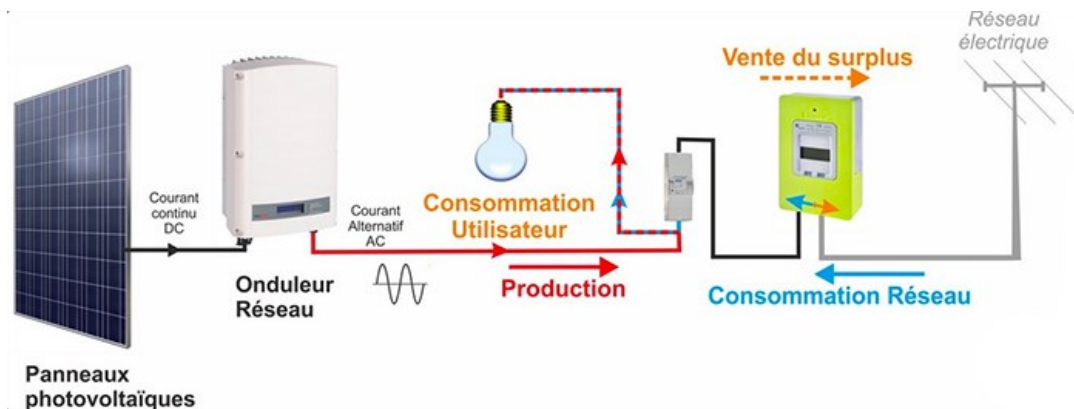 Réseau
électrique
Vente du surplus
Courant
continu
DC
Consommation
Utilisateur
Courant
Alternatif
AC
Onduleur
Réseau
Production
Consommation Réseau
Panneaux
photovoltaïques